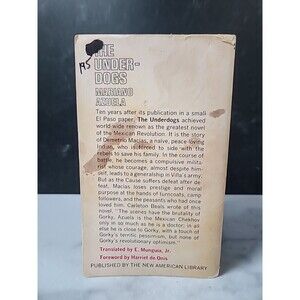 THE
UNDER-
DOGS
MARIANO
AZUELA
Ten years after its publication in a small
El Paso paper, The Underdogs achieved
world wide renown as the greatest novel
of the Mexican Revolution. It is the story
of Demetrio Macias, a naive, peace-loving
Indian, who is forced to side with the
rebels to save his family. In the course of
battle, he becomes a compulsive milita-
rist whose courage, almost despite him-
self, leads to a generalship in Villa's army.
But as the Cause suffers defeat after de-
feat, Macias loses prestige and moral
purpose at the hands of turncoats, camp
followers, and the peasants who had once
loved him. Carleton Beals wrote of this
novel: "The scenes have the brutality of
Gorky. Azuela is the Mexican Chekhov
only in so much as he is a doctor; in all
else he is close to Gorky, with a touch of
Gorky's terrific pessimism, but none of
Gorky's revolutionary optimism."
Translated by E. Munguia, Jr.
Foreword by Harriet de Onis
PUBLISHED BY THE NEW AMERICAN LIBRARY